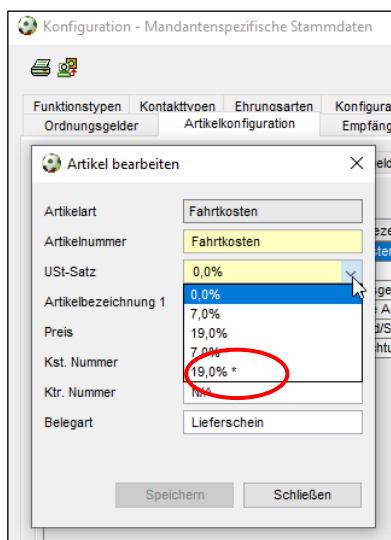 Konfiguration - Mandantenspezifische Stammdaten
Funktionstypen Kontakttypen Ehrungsarten Konfigura
Ordnungsgelder Artikelkonfiguration Empfäng
Artikel bearbeiten
Artikelart Fahrtkosten
Artikelnummer Fahrtkosten
USt-Satz 0,0%
0,0%
Artikelbezeichnung 1
7,0%
Preis 19,0%
7,0% *
Kst. Nummer
19,0% *
Ktr. Nummer N/A
Belegart Lieferschein
Speichern Schließen